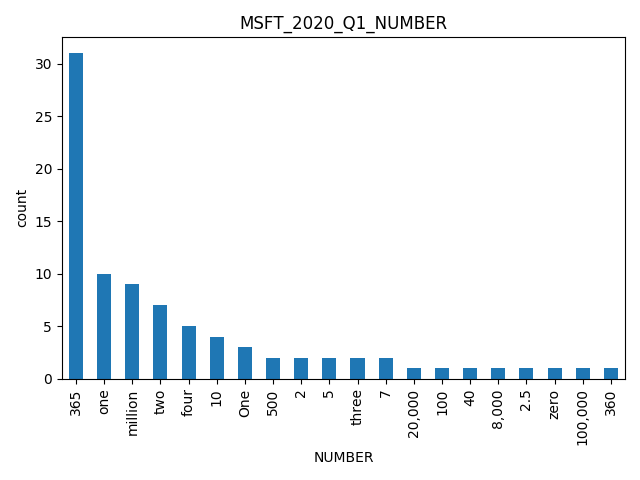 MSFT_2020_Q1_NUMBER
count
30
25
20
15
10
5
0
365
one
million
two
four
10
One
500
2
5
three
7
20,000
100
40
8,000
2.5
zero
100,000
360
NUMBER